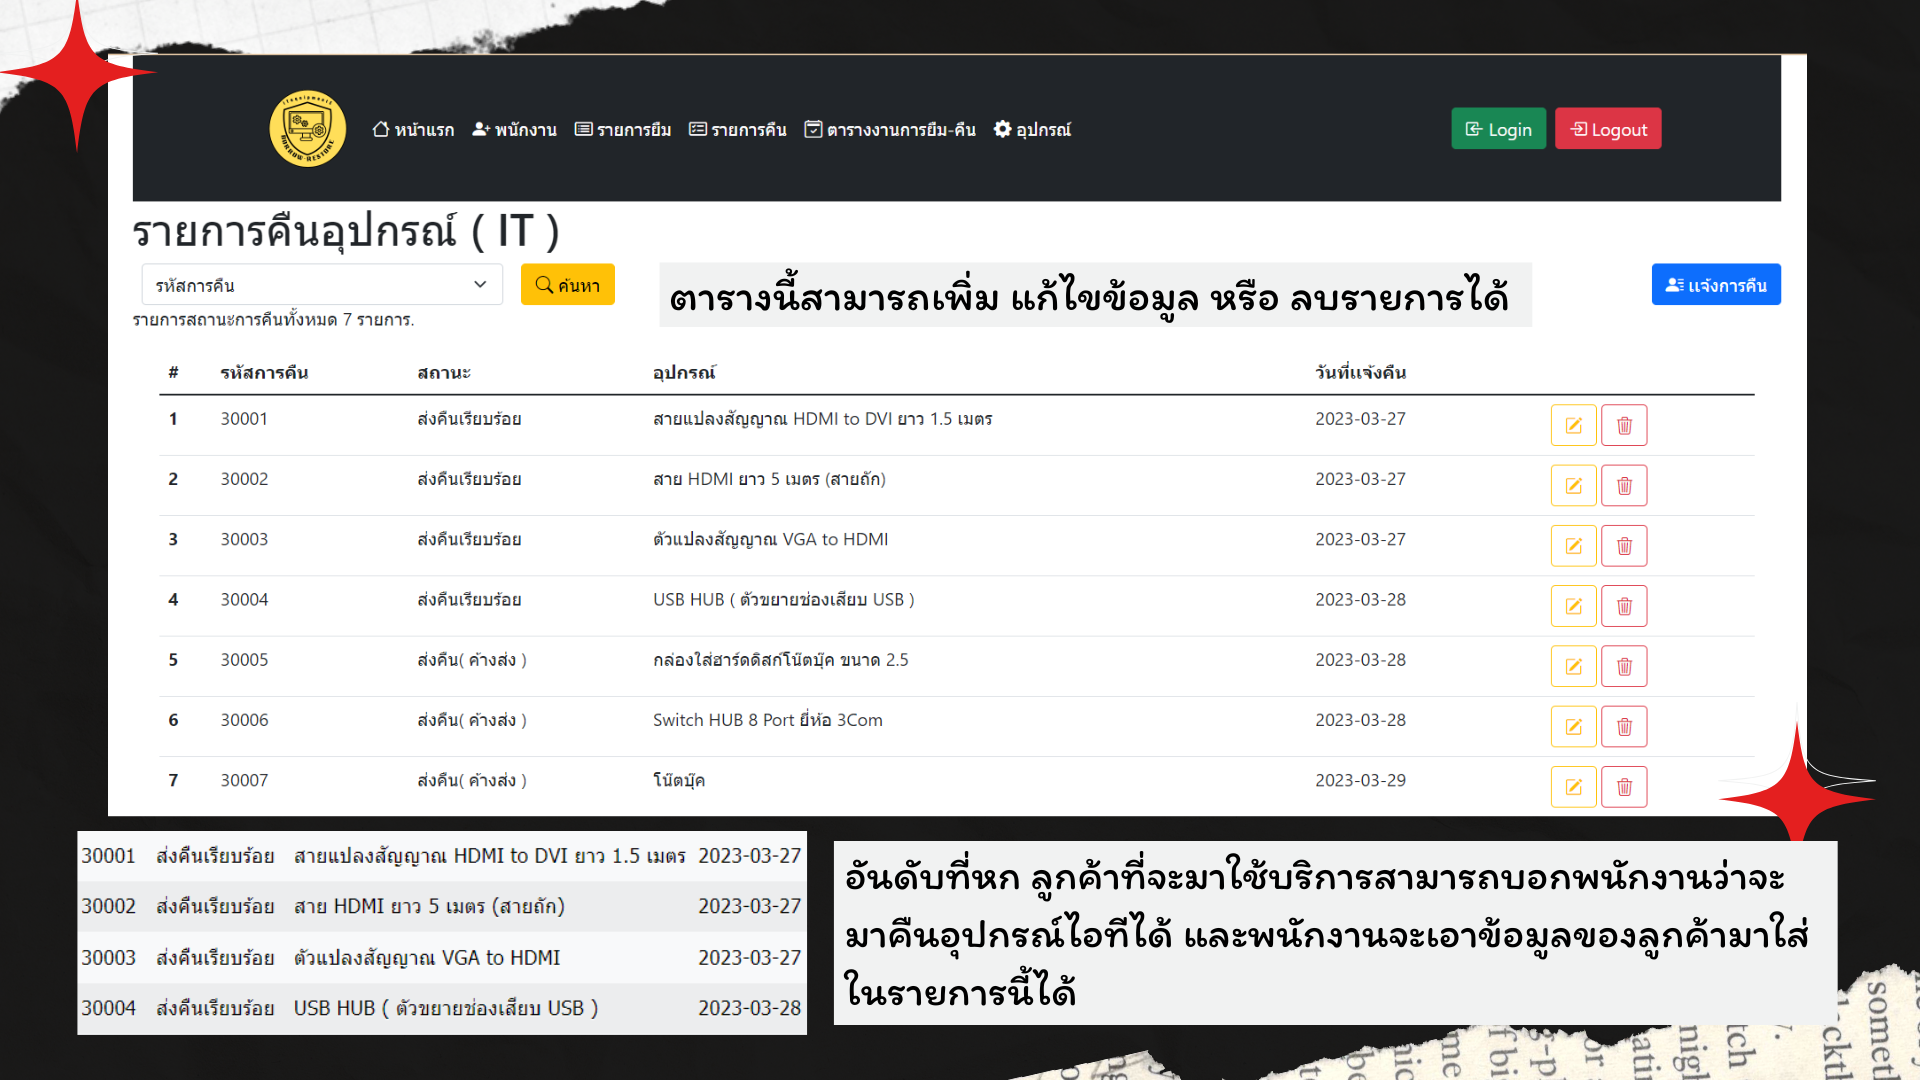 หน้าแรก พนักงาน รายการยืม รายการคืน ตารางงานการยืม-คืน อุปกรณ์ Login Logout
รายการคืนอุปกรณ์ ( IT )
รหัสการคืน ค้นหา
ตารางนี้สามารถเพิ่ม แก้ไขข้อมูล หรือ ลบรายการได้
แจ้งการคืน
รายการสถานะการคืนทั้งหมด 7 รายการ.
# รหัสการคืน สถานะ อุปกรณ์ วันที่แจ้งคืน
1 30001 ส่งคืนเรียบร้อย สายแปลงสัญญาณ HDMI to DVI ยาว 1.5 เมตร 2023-03-27
2 30002 ส่งคืนเรียบร้อย สาย HDMI ยาว 5 เมตร (สายถัก) 2023-03-27
3 30003 ส่งคืนเรียบร้อย ตัวแปลงสัญญาณ VGA to HDMI 2023-03-27
4 30004 ส่งคืนเรียบร้อย USB HUB ( ตัวขยายช่องเสียบ USB ) 2023-03-28
5 30005 ส่งคืน( ค้างส่ง ) กล่องใส่ฮาร์ดดิสก์โน๊ตบุ๊ค ขนาด 2.5 2023-03-28
6 30006 ส่งคืน( ค้างส่ง ) Switch HUB 8 Port ยี่ห้อ 3Com 2023-03-28
7 30007 ส่งคืน( ค้างส่ง ) โน๊ตบุ๊ค 2023-03-29
30001 ส่งคืนเรียบร้อย สายแปลงสัญญาณ HDMI to DVI ยาว 1.5 เมตร 2023-03-27
30002 ส่งคืนเรียบร้อย สาย HDMI ยาว 5 เมตร (สายถัก) 2023-03-27
30003 ส่งคืนเรียบร้อย ตัวแปลงสัญญาณ VGA to HDMI 2023-03-27
30004 ส่งคืนเรียบร้อย USB HUB ( ตัวขยายช่องเสียบ USB ) 2023-03-28
อันดับที่หก ลูกค้าที่จะมาใช้บริการสามารถบอกพนักงานว่าจะ
มาคืนอุปกรณ์ไอทีได้ และพนักงานจะเอาข้อมูลของลูกค้ามาใส่
ในรายการนี้ได้